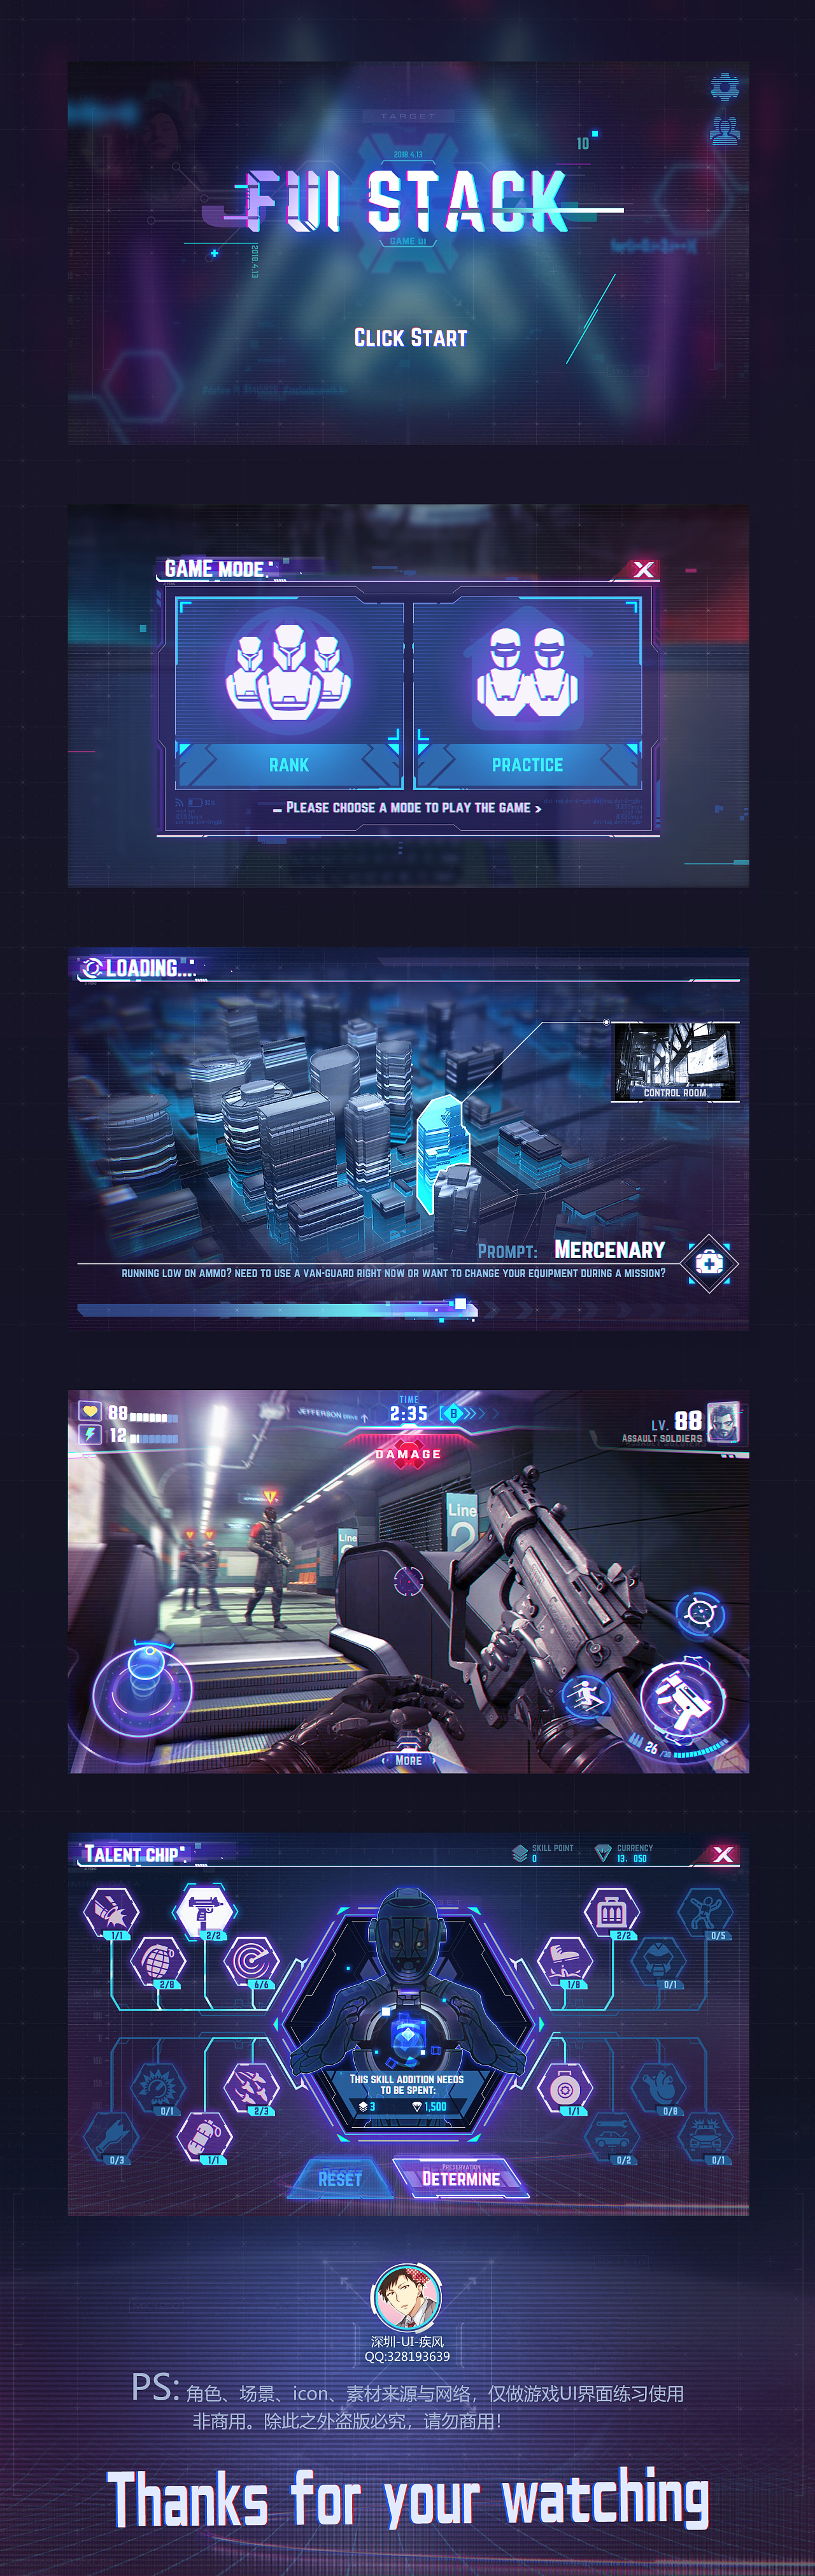 TARGET
2018.4.13
10
FUI STACK
GAME UI
2018.4.13
CLICK START
GAME MODE
X
RANK
PRACTICE
PLEASE CHOOSE A MODE TO PLAY THE GAME >
LOADING...
CONTROL ROOM
PROMPT: MERCENARY
RUNNING LOW ON AMMO? NEED TO USE A VAN-GUARD RIGHT NOW OR WANT TO CHANGE YOUR EQUIPMENT DURING A MISSION?
88
12
JEFFERSON DRIVE
TIME
2:35
DAMAGE
LV. 88
ASSAULT SOLDIERS
Line
2
Line
MORE
26 /30
TALENT CHIP
SKILL POINT
0
CURRENCY
13. 050
X
1/1
2/2
2/2
0/5
2/8
6/6
1/8
0/1
THIS SKILL ADDITION NEEDS
TO BE SPENT:
3
1,500
0/1
2/3
1/1
0/8
0/3
1/1
0/2
0/1
RESET
PRESERVATION
DETERMINE
深圳-UI-疾风
QQ:328193639
PS: 角色、场景、icon、素材来源与网络，仅做游戏UI界面练习使用
非商用。除此之外盗版必究，请勿商用！
Thanks for your watching